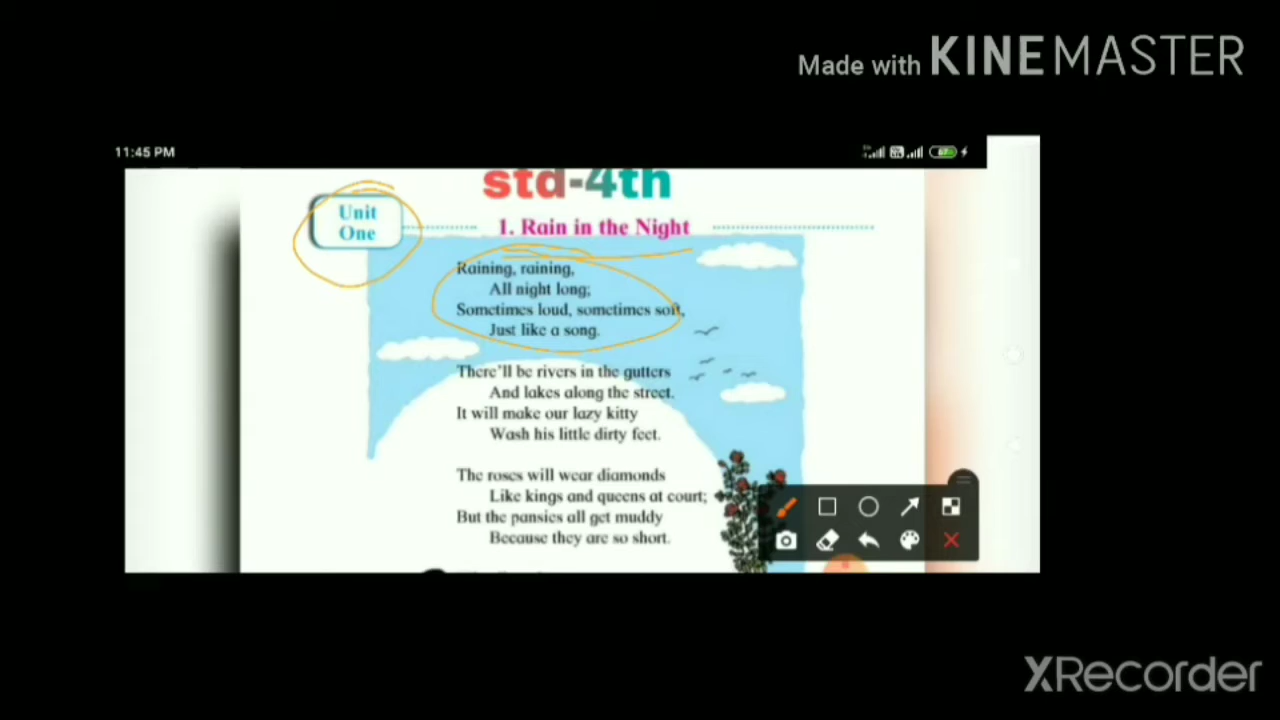 Made with KINEMASTER
11:45 PM
67
std-4th
Unit
One
1. Rain in the Night
Raining, raining,
All night long;
Sometimes loud, sometimes soft,
Just like a song.
There'll be rivers in the gutters
And lakes along the street.
It will make our lazy kitty
Wash his little dirty feet.
The roses will wear diamonds
Like kings and queens at court;
But the pansies all get muddy
Because they are so short.
XRecorder